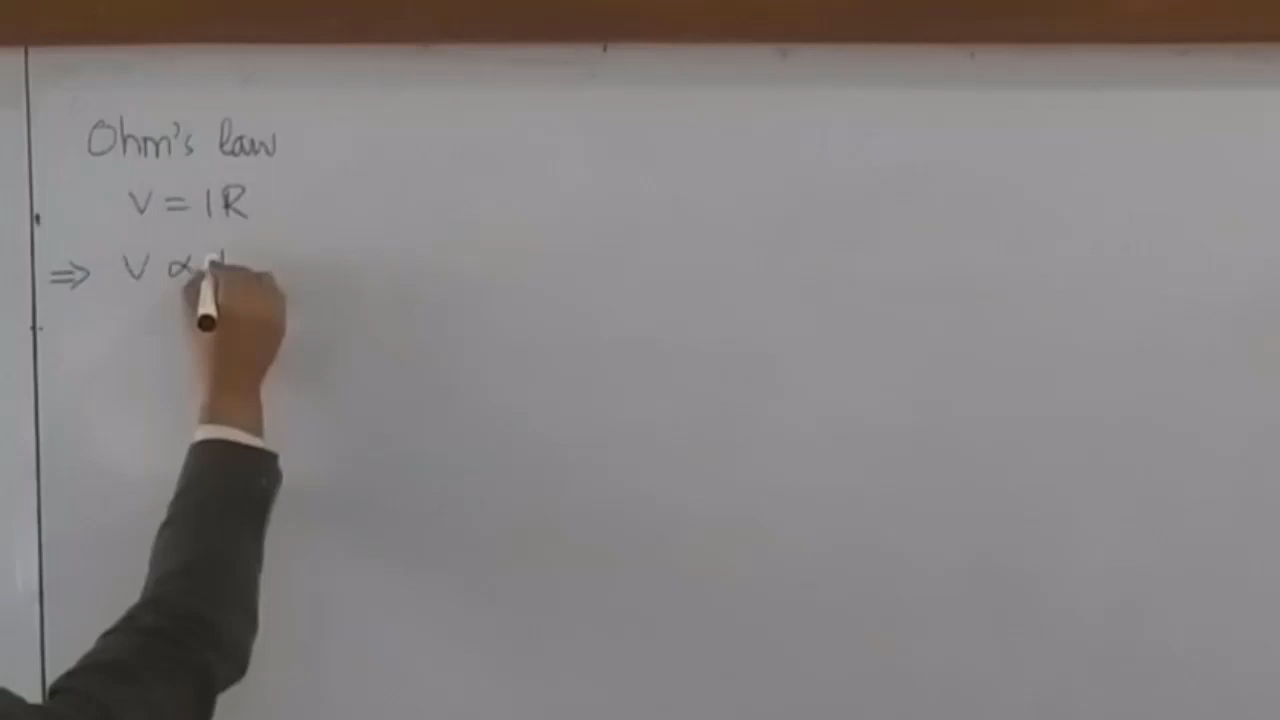 Ohm's law
V = IR
⇒ V ∝